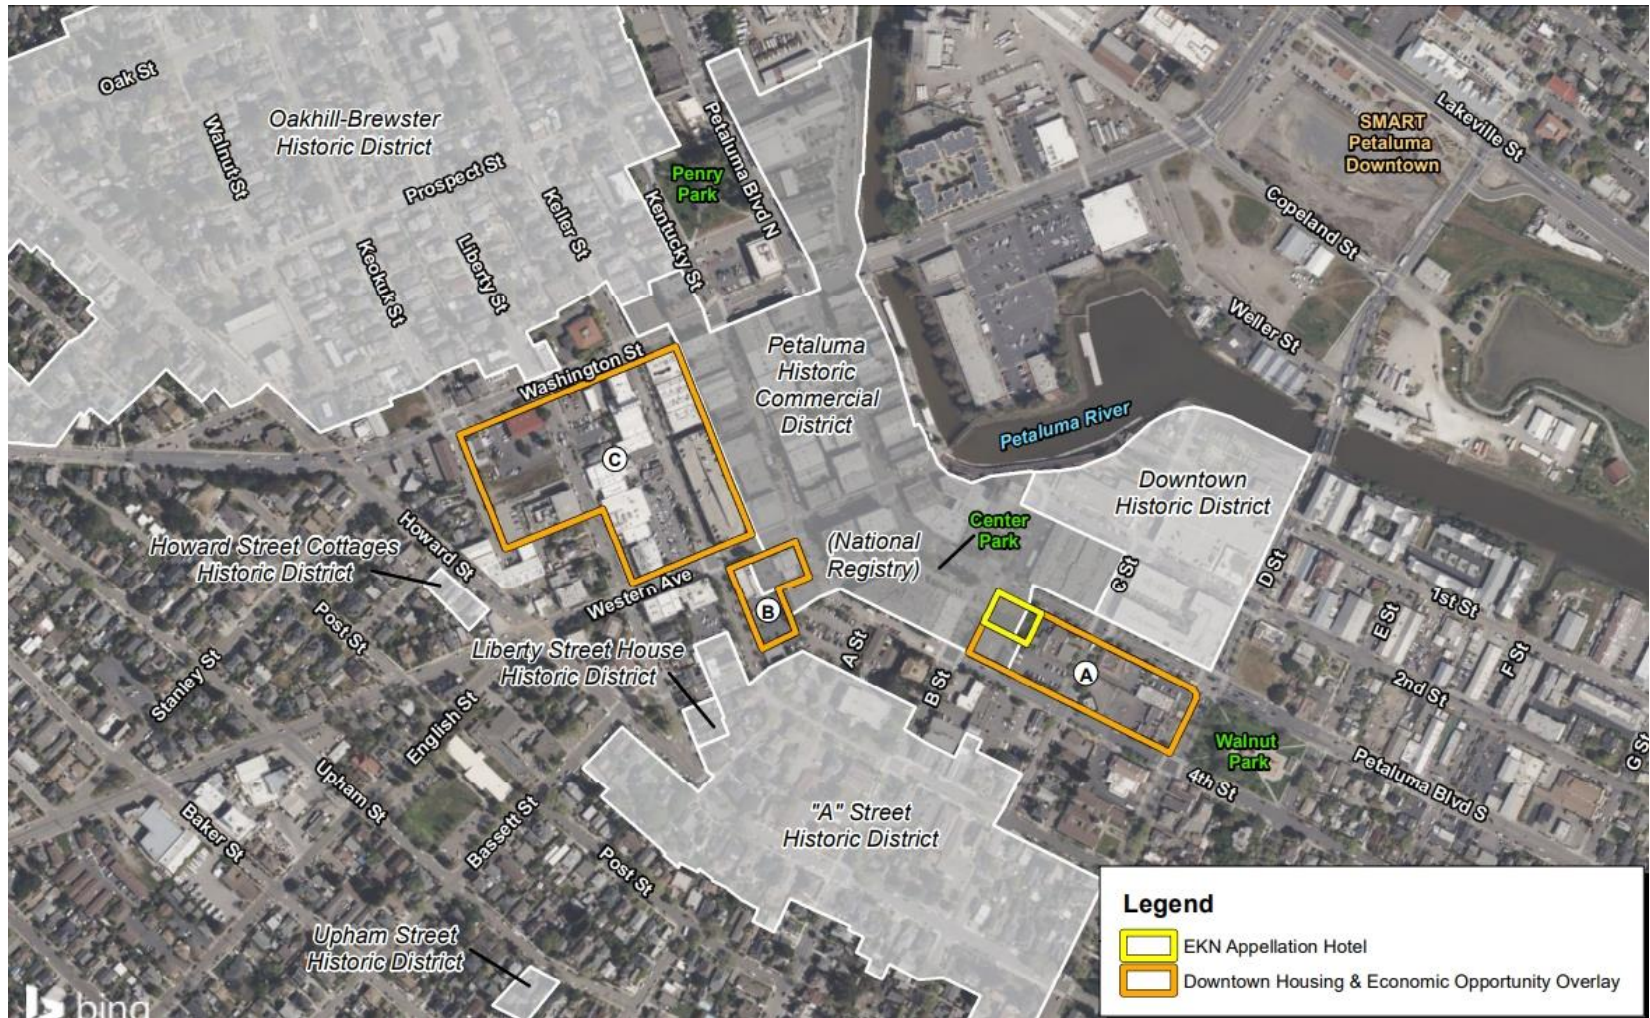 Oak St
Walnut St
Oakhill-Brewster
Historic District
Prospect St
Keokuk St
Liberty St
Keller St
Kentucky St
Penry
Park
Petaluma Blvd N
SMART
Petaluma
Downtown
Lakeville St
Copeland St
Weller St
Washington St
Petaluma
Historic
Commercial
District
Petaluma River
C
Downtown
Historic District
Center
Park
(National
Registry)
Howard St
Howard Street Cottages
Historic District
Western Ave
B
C St
D St
1st St
E St
2nd St
F St
G St
Post St
Stanley St
Liberty Street House
Historic District
A St
B St
A
Walnut
Park
4th St
Petaluma Blvd S
English St
Upham St
Baker St
Bassett St
Post St
"A" Street
Historic District
Upham Street
Historic District
Legend
EKN Appellation Hotel
Downtown Housing & Economic Opportunity Overlay
bing